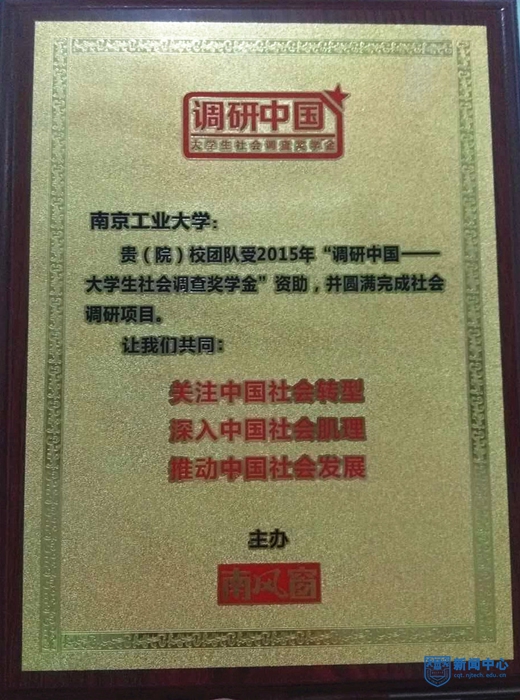 调研中国
大学生社会调查奖学金
南京工业大学：
贵（院）校团队受2015年“调研中国——
大学生社会调查奖学金”资助，并圆满完成社会
调研项目。
让我们共同：
关注中国社会转型
深入中国社会肌理
推动中国社会发展
主办
南风窗
新闻中心
cqt.njtech.edu.cn